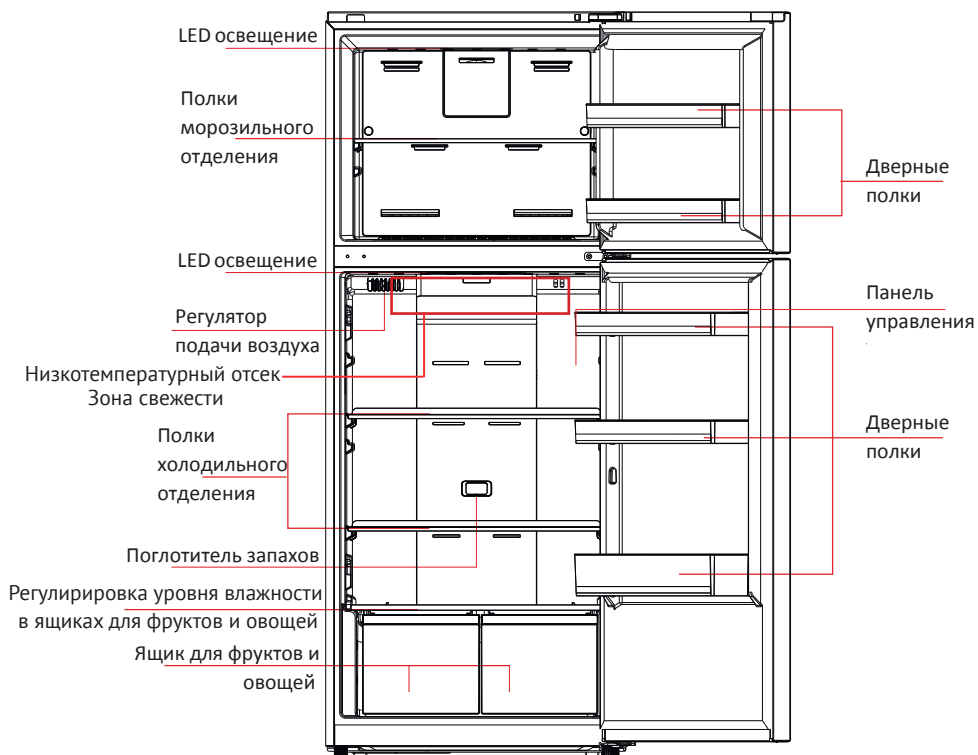 LED освещение
Полки
морозильного
отделения
Дверные
полки
LED освещение
Регулятор
подачи воздуха
Панель
управления
Низкотемпературный отсек
Зона свежести
Полки
холодильного
отделения
Дверные
полки
Поглотитель запахов
Регулирировка уровня влажности
в ящиках для фруктов и овощей
Ящик для фруктов и
овощей